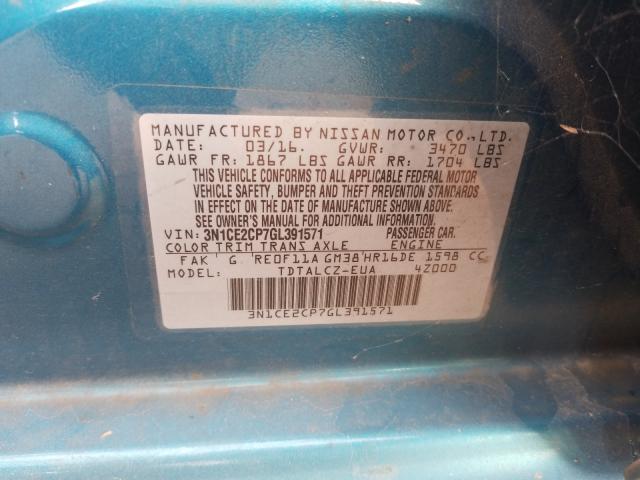 MANUFACTURED BY NISSAN MOTOR CO., LTD.
DATE: 03/16. GVWR: 3470 LBS
GAWR FR: 1867 LBS GAWR RR: 1704 LBS
THIS VEHICLE CONFORMS TO ALL APPLICABLE FEDERAL MOTOR
VEHICLE SAFETY, BUMPER AND THEFT PREVENTION STANDARDS
IN EFFECT ON THE DATE OF MANUFACTURE SHOWN ABOVE.
SEE OWNER'S MANUAL FOR ADDITIONAL INFORMATION.
VIN: 3N1CE2CP7GL391571 PASSENGER CAR.
COLOR TRIM TRANS AXLE ENGINE
FAK G RE0F11A GM38 HR16DE 1598 CC
MODEL: TDTALCZ-EUA 4Z000
3N1CE2CP7GL391571